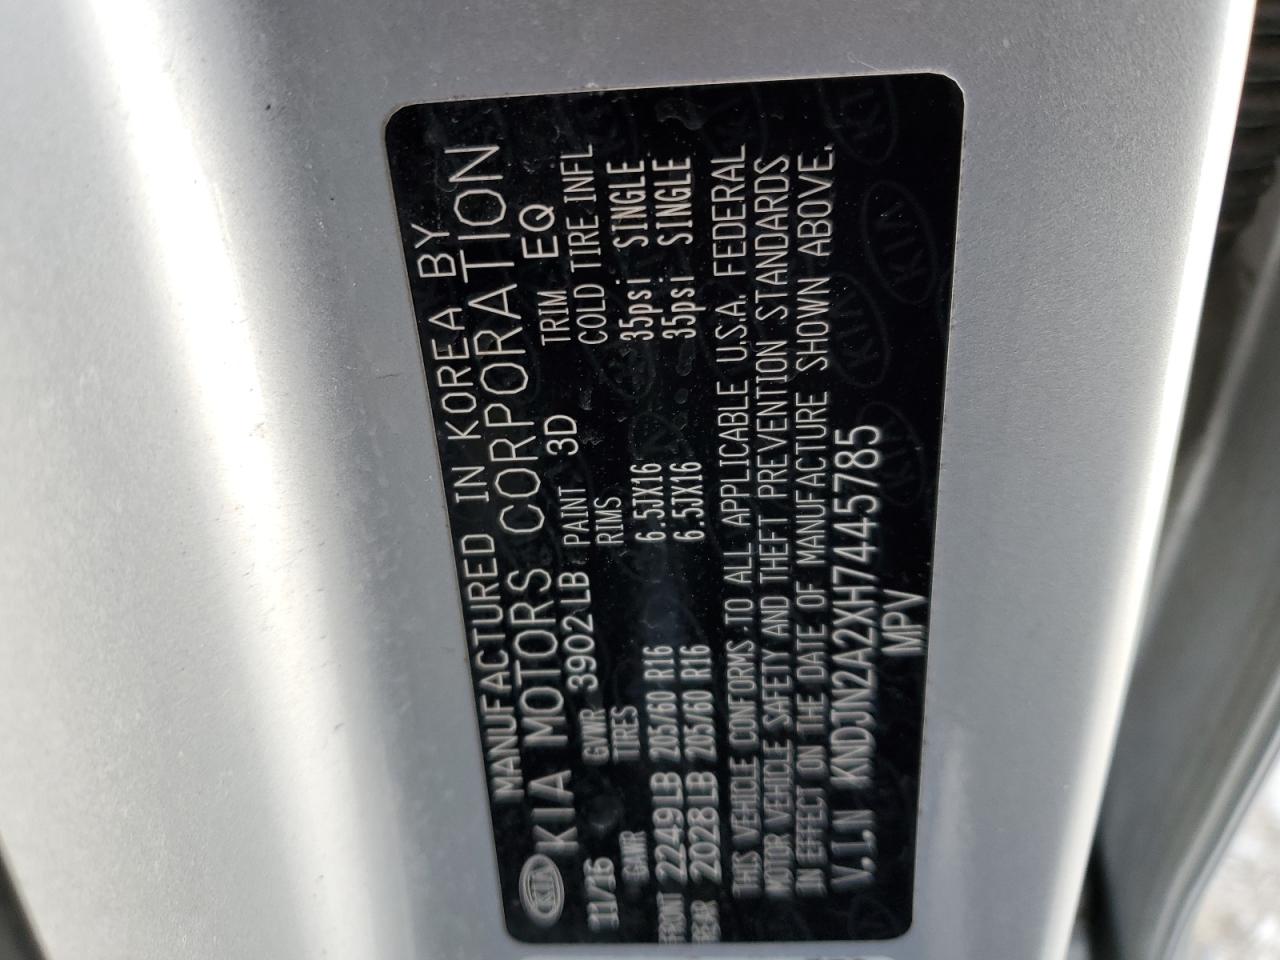 MANUFACTURED IN KOREA BY
KIA KIA MOTORS CORPORATION
11/16 GVWR 3902LB PAINT 3D TRIM EQ
GAWR TIRES RIMS COLD TIRE INFL
FRONT 2249LB 205/60 R16 6.5JX16 35psi SINGLE
REAR 2028LB 205/60 R16 6.5JX16 35psi SINGLE
THIS VEHICLE CONFORMS TO ALL APPLICABLE U.S.A. FEDERAL
MOTOR VEHICLE SAFETY AND THEFT PREVENTION STANDARDS
IN EFFECT ON THE DATE OF MANUFACTURE SHOWN ABOVE.
V.I.N KNDJN2A2XH7445785
MPV